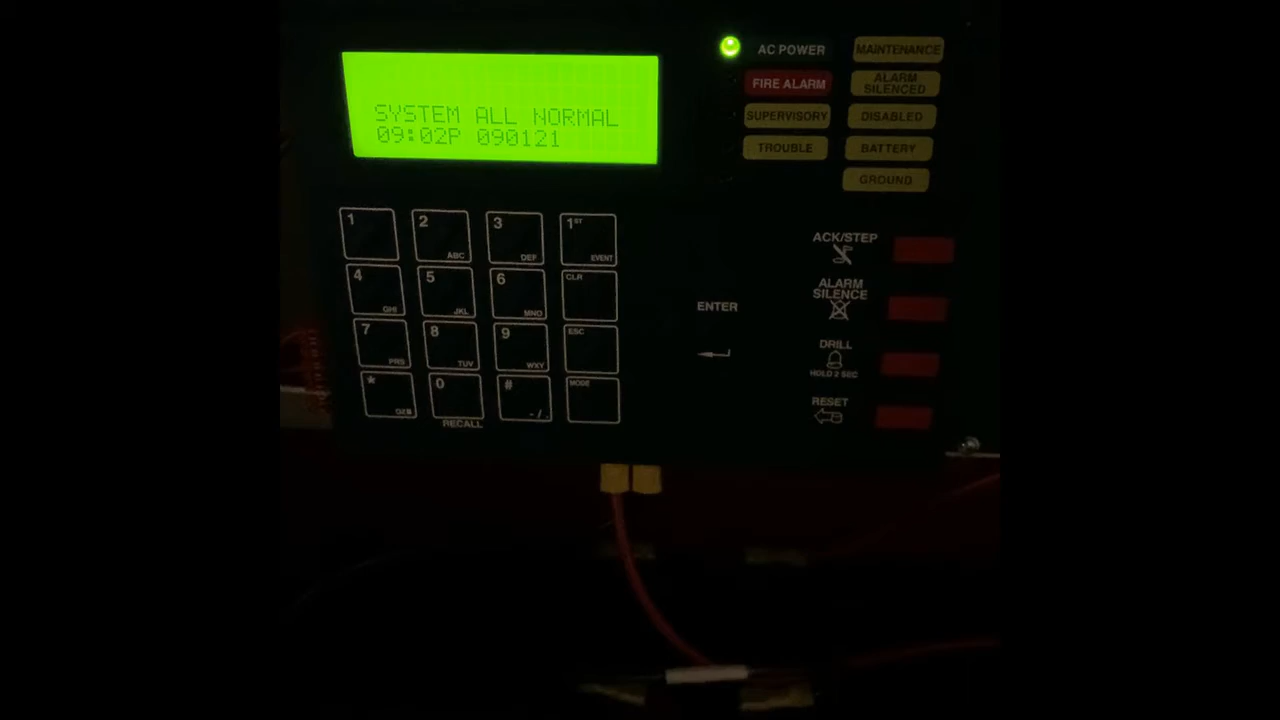 SYSTEM ALL NORMAL
09:02P 090121
AC POWER
MAINTENANCE
FIRE ALARM
ALARM
SILENCED
SUPERVISORY
DISABLED
TROUBLE
BATTERY
GROUND
1
2
ABC
3
DEF
1ST
EVENT
4
GHI
5
JKL
6
MNO
CLR
7
PRS
8
TUV
9
WXY
ESC
*
QZ
0
TUV
#
- / .
MODE
RECALL
ENTER
ACK/STEP
ALARM
SILENCE
DRILL
HOLD 2 SEC
RESET